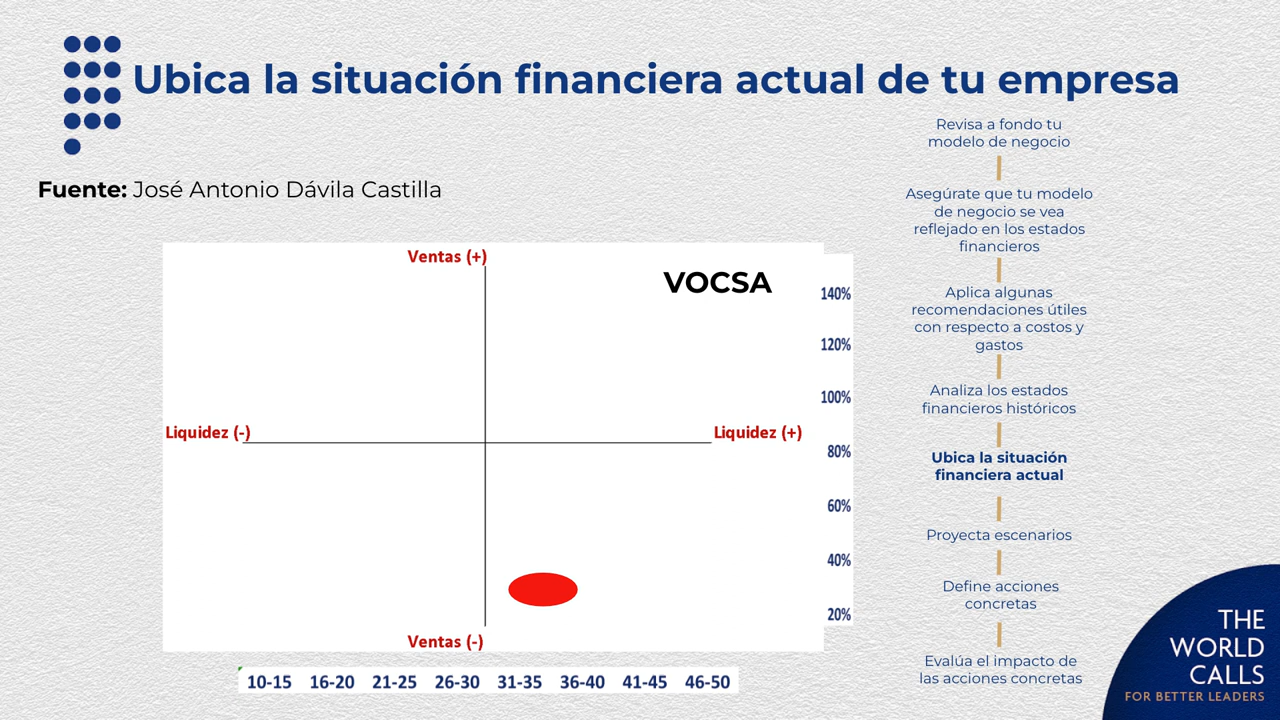 Ubica la situación financiera actual de tu empresa
Fuente: José Antonio Dávila Castilla
Ventas (+)
VOCSA
140%
120%
100%
Liquidez (-)
Liquidez (+)
80%
60%
40%
20%
Ventas (-)
10-15 16-20 21-25 26-30 31-35 36-40 41-45 46-50
Revisa a fondo tu
modelo de negocio
Asegúrate que tu modelo
de negocio se vea
reflejado en los estados
financieros
Aplica algunas
recomendaciones útiles
con respecto a costos y
gastos
Analiza los estados
financieros históricos
Ubica la situación
financiera actual
Proyecta escenarios
Define acciones
concretas
Evalúa el impacto de
las acciones concretas
THE
WORLD
CALLS
FOR BETTER LEADERS